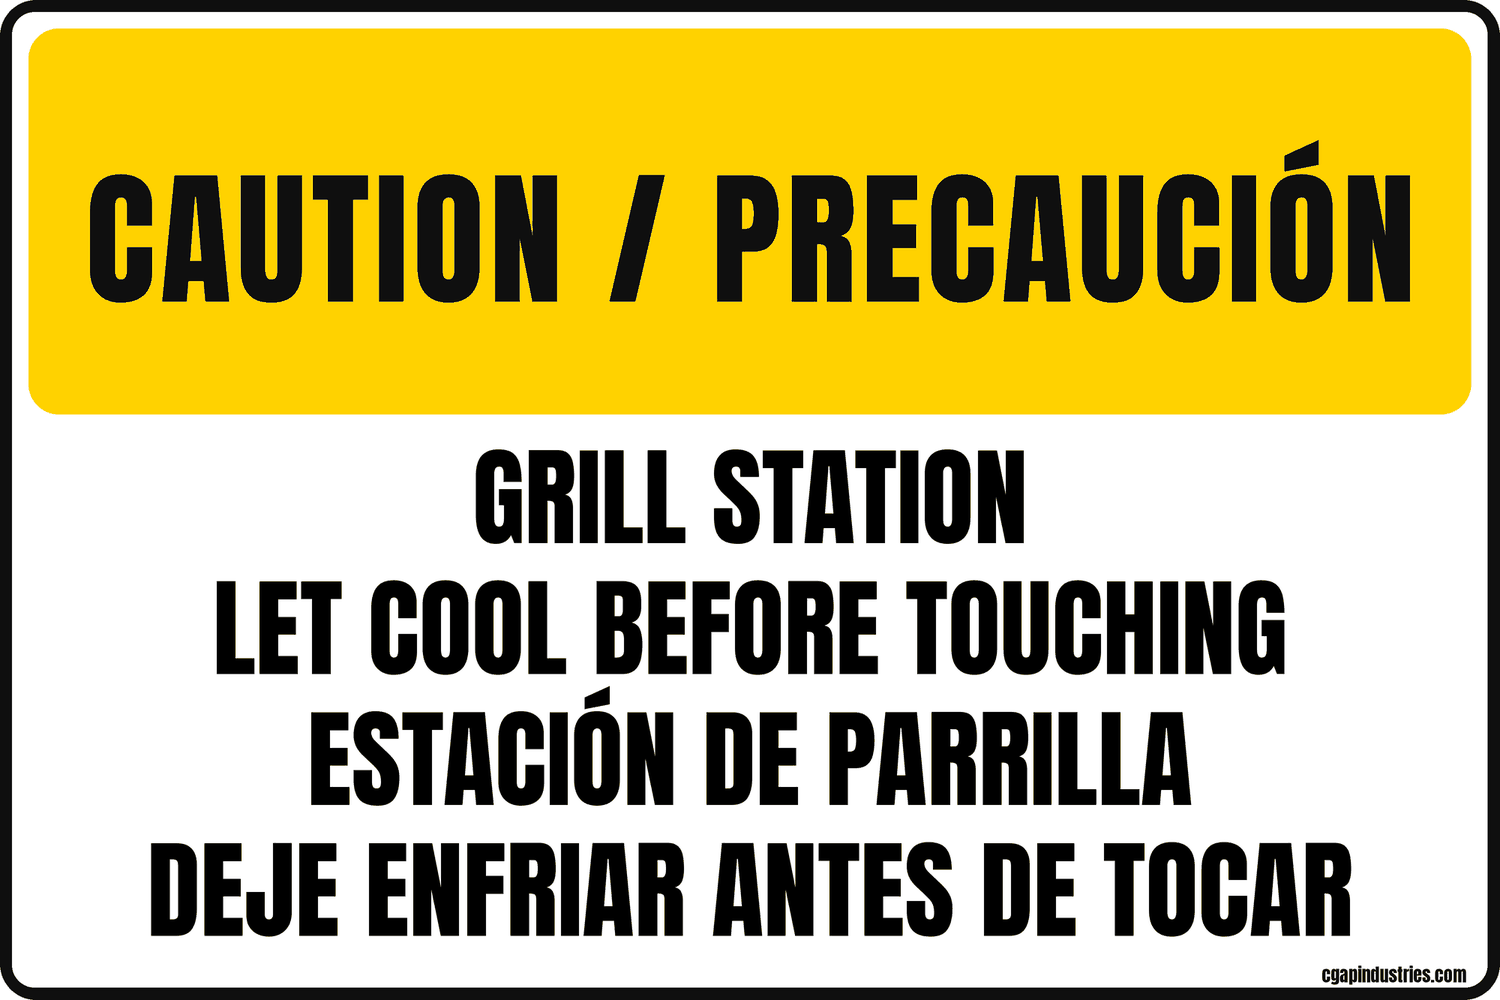 CAUTION / PRECAUCIÓN
GRILL STATION
LET COOL BEFORE TOUCHING
ESTACIÓN DE PARRILLA
DEJE ENFRIAR ANTES DE TOCAR
cgapindustries.com